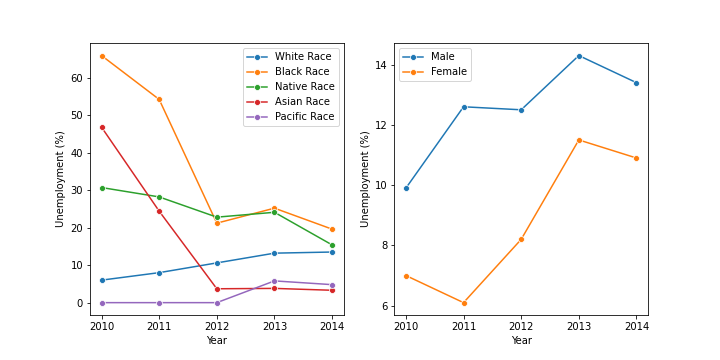 White Race
Black Race
Native Race
Asian Race
Pacific Race
60
50
40
30
20
10
0
Unemployment (%)
2010 2011 2012 2013 2014
Year
Male
Female
14
12
10
8
6
Unemployment (%)
2010 2011 2012 2013 2014
Year